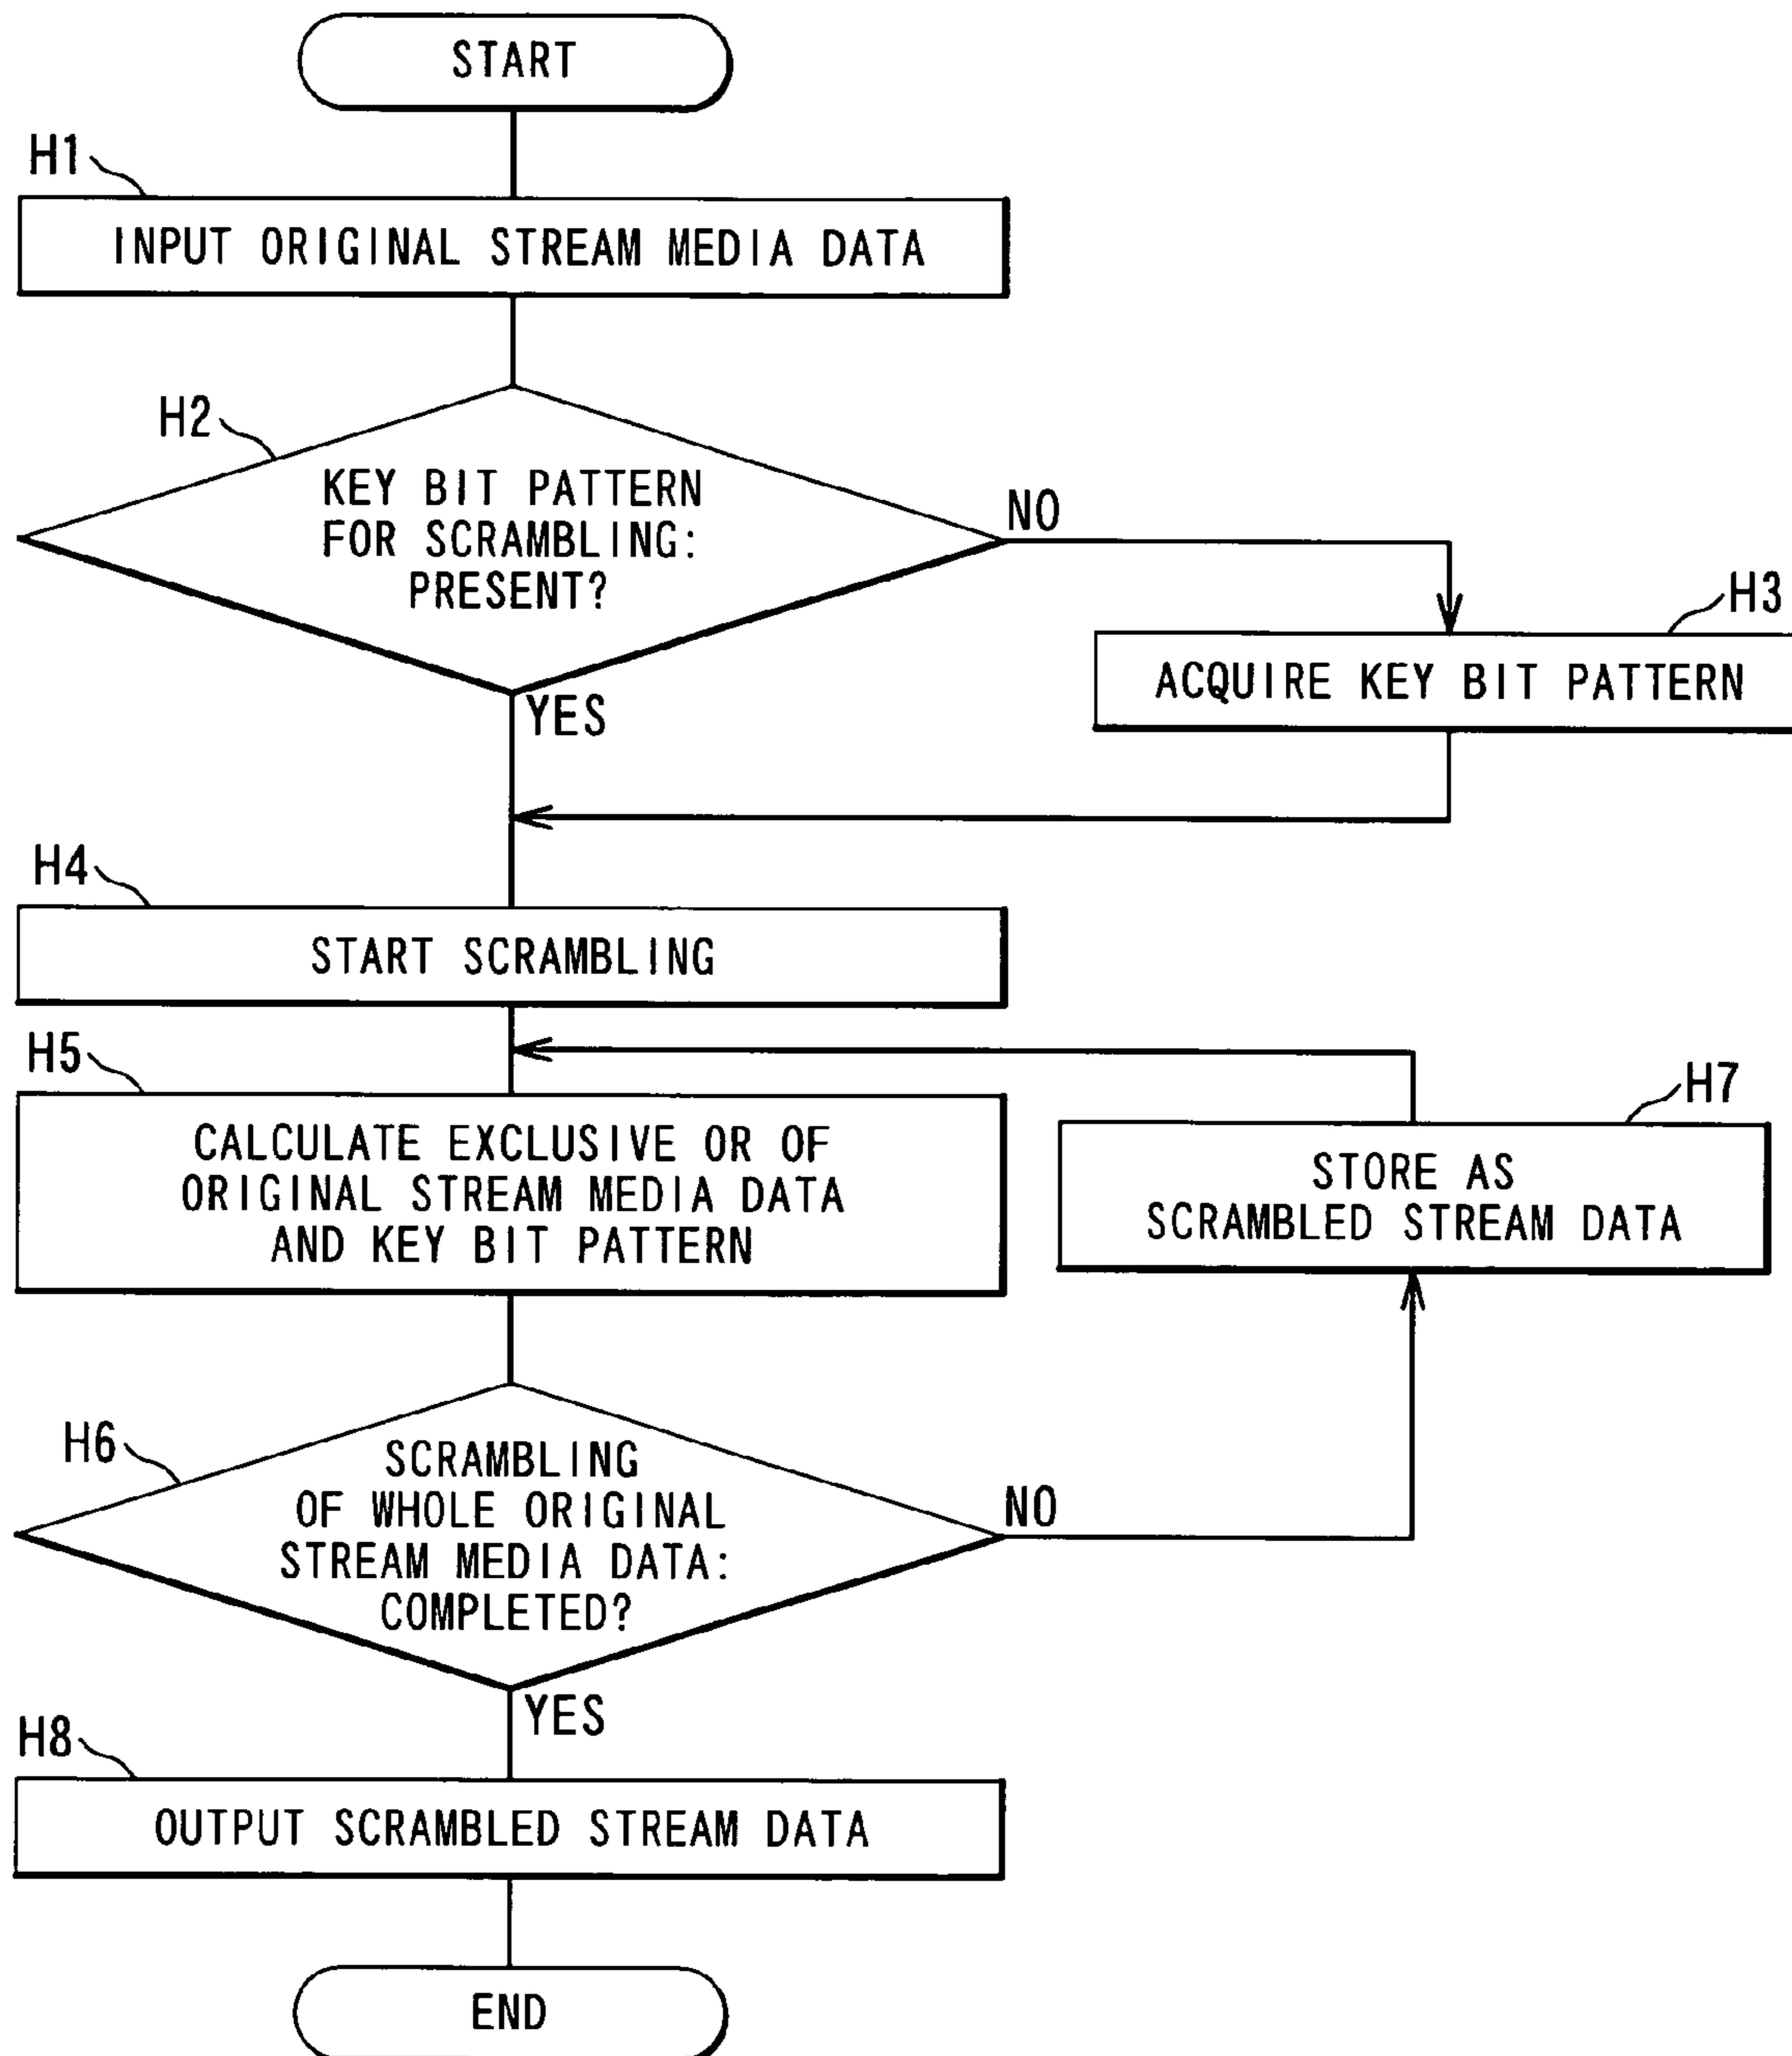 START
H1
INPUT ORIGINAL STREAM MEDIA DATA
H2
KEY BIT PATTERN
FOR SCRAMBLING:
PRESENT?
NO
H3
ACQUIRE KEY BIT PATTERN
YES
H4
START SCRAMBLING
H5
CALCULATE EXCLUSIVE OR OF
ORIGINAL STREAM MEDIA DATA
AND KEY BIT PATTERN
H7
STORE AS
SCRAMBLED STREAM DATA
H6
SCRAMBLING
OF WHOLE ORIGINAL
STREAM MEDIA DATA:
COMPLETED?
NO
YES
H8
OUTPUT SCRAMBLED STREAM DATA
END